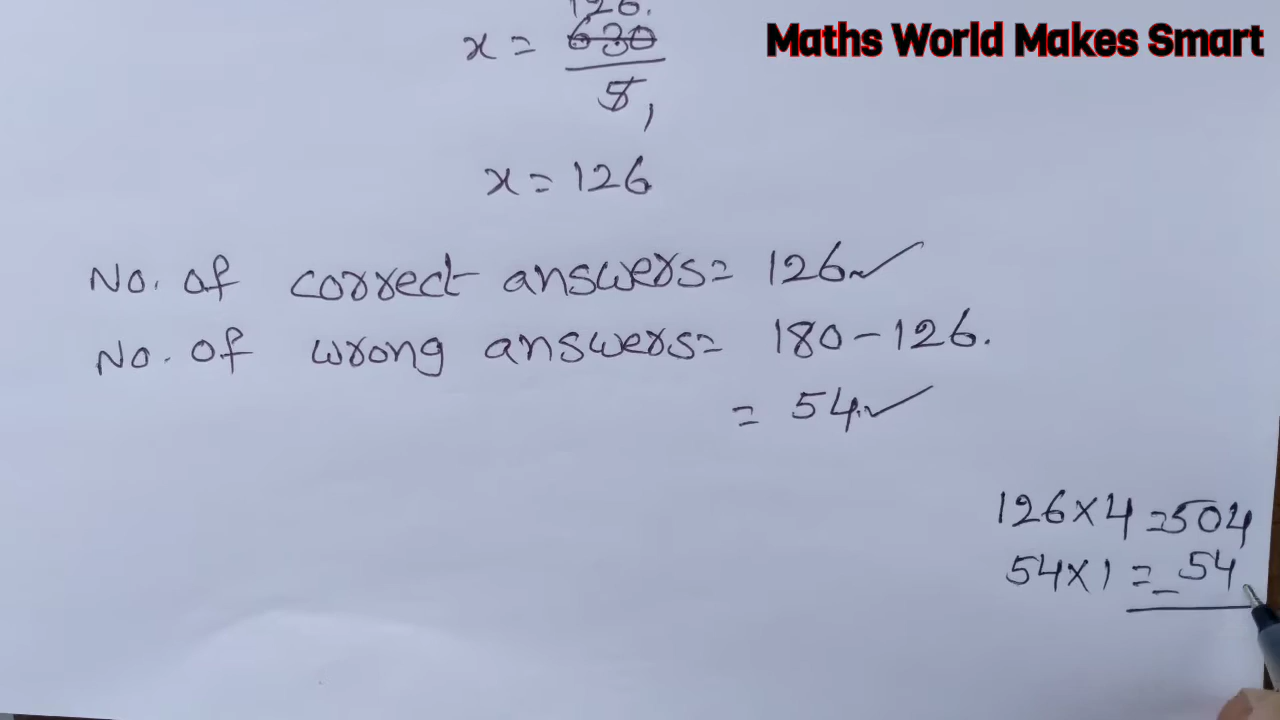 Maths World Makes Smart
126.
x = 630
5,
x = 126
No. of correct answers = 126 ✓
No. of wrong answers = 180 - 126.
= 54. ✓
126 × 4 = 504
54 × 1 = - 54